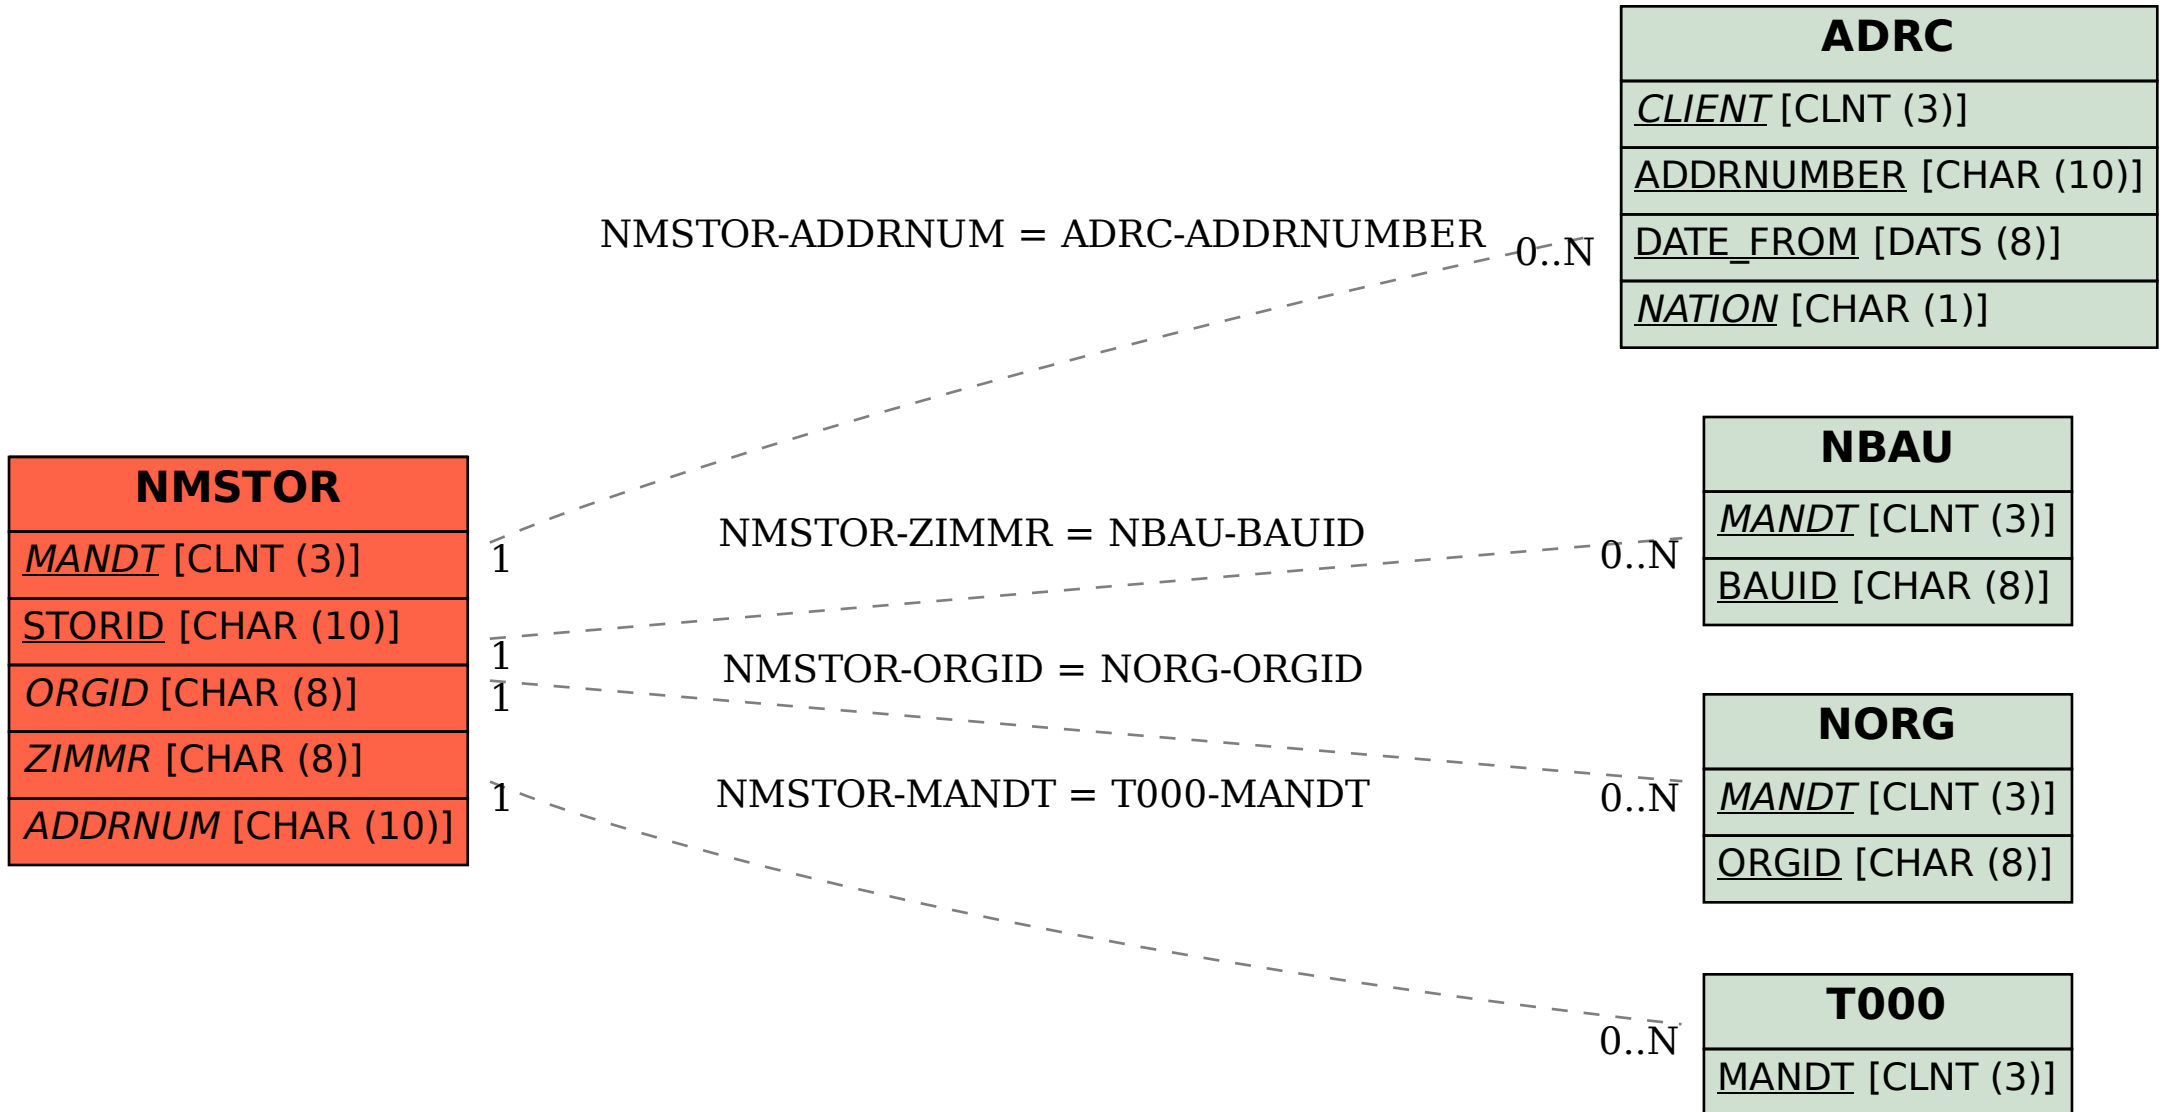 ADRC
CLIENT [CLNT (3)]
ADDRNUMBER [CHAR (10)]
DATE_FROM [DATS (8)]
NATION [CHAR (1)]
NMSTOR-ADDRNUM = ADRC-ADDRNUMBER
0..N
NMSTOR
MANDT [CLNT (3)]
STORID [CHAR (10)]
ORGID [CHAR (8)]
ZIMMR [CHAR (8)]
ADDRNUM [CHAR (10)]
1
1
1
1
NMSTOR-ZIMMR = NBAU-BAUID
0..N
NBAU
MANDT [CLNT (3)]
BAUID [CHAR (8)]
NMSTOR-ORGID = NORG-ORGID
0..N
NORG
MANDT [CLNT (3)]
ORGID [CHAR (8)]
NMSTOR-MANDT = T000-MANDT
0..N
T000
MANDT [CLNT (3)]